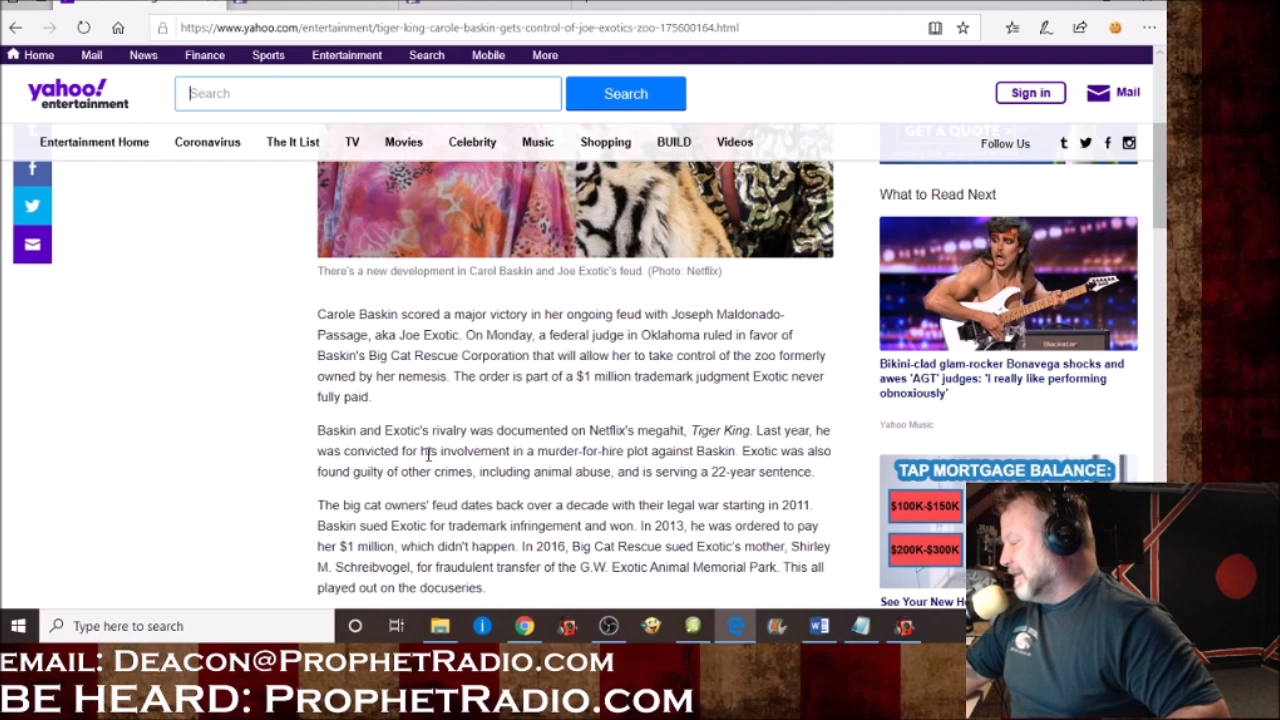 https://www.yahoo.com/entertainment/tiger-king-carole-baskin-gets-control-of-joe-exotics-zoo-175600164.html
Home Mail News Finance Sports Entertainment Search Mobile More
yahoo!
entertainment
Search
Search
Sign in
Mail
GET A QUOTE >
Entertainment Home Coronavirus The It List TV Movies Celebrity Music Shopping BUILD Videos
Follow Us
What to Read Next
There's a new development in Carol Baskin and Joe Exotic's feud. (Photo: Netflix)
Carole Baskin scored a major victory in her ongoing feud with Joseph Maldonado-
Passage, aka Joe Exotic. On Monday, a federal judge in Oklahoma ruled in favor of
Baskin's Big Cat Rescue Corporation that will allow her to take control of the zoo formerly
owned by her nemesis. The order is part of a $1 million trademark judgment Exotic never
fully paid.
Baskin and Exotic's rivalry was documented on Netflix's megahit, Tiger King. Last year, he
was convicted for his involvement in a murder-for-hire plot against Baskin. Exotic was also
found guilty of other crimes, including animal abuse, and is serving a 22-year sentence.
The big cat owners' feud dates back over a decade with their legal war starting in 2011.
Baskin sued Exotic for trademark infringement and won. In 2013, he was ordered to pay
her $1 million, which didn't happen. In 2016, Big Cat Rescue sued Exotic's mother, Shirley
M. Schreibvogel, for fraudulent transfer of the G.W. Exotic Animal Memorial Park. This all
played out on the docuseries.
Blackstar
Bikini-clad glam-rocker Bonavega shocks and
awes 'AGT' judges: 'I really like performing
obnoxiously'
Yahoo Music
TAP MORTGAGE BALANCE:
$100K-$150K
$200K-$300K
See Your New
Type here to search
EMAIL: DEACON@PROPHETRADIO.COM
BE HEARD: PROPHETRADIO.COM